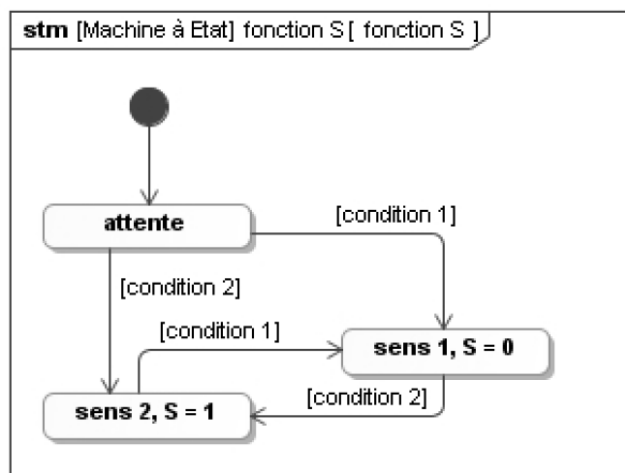 stm [Machine à Etat] fonction S[ fonction S ]
attente
[condition 1]
[condition 2]
[condition 1]
sens 1, S = 0
[condition 2]
sens 2, S = 1